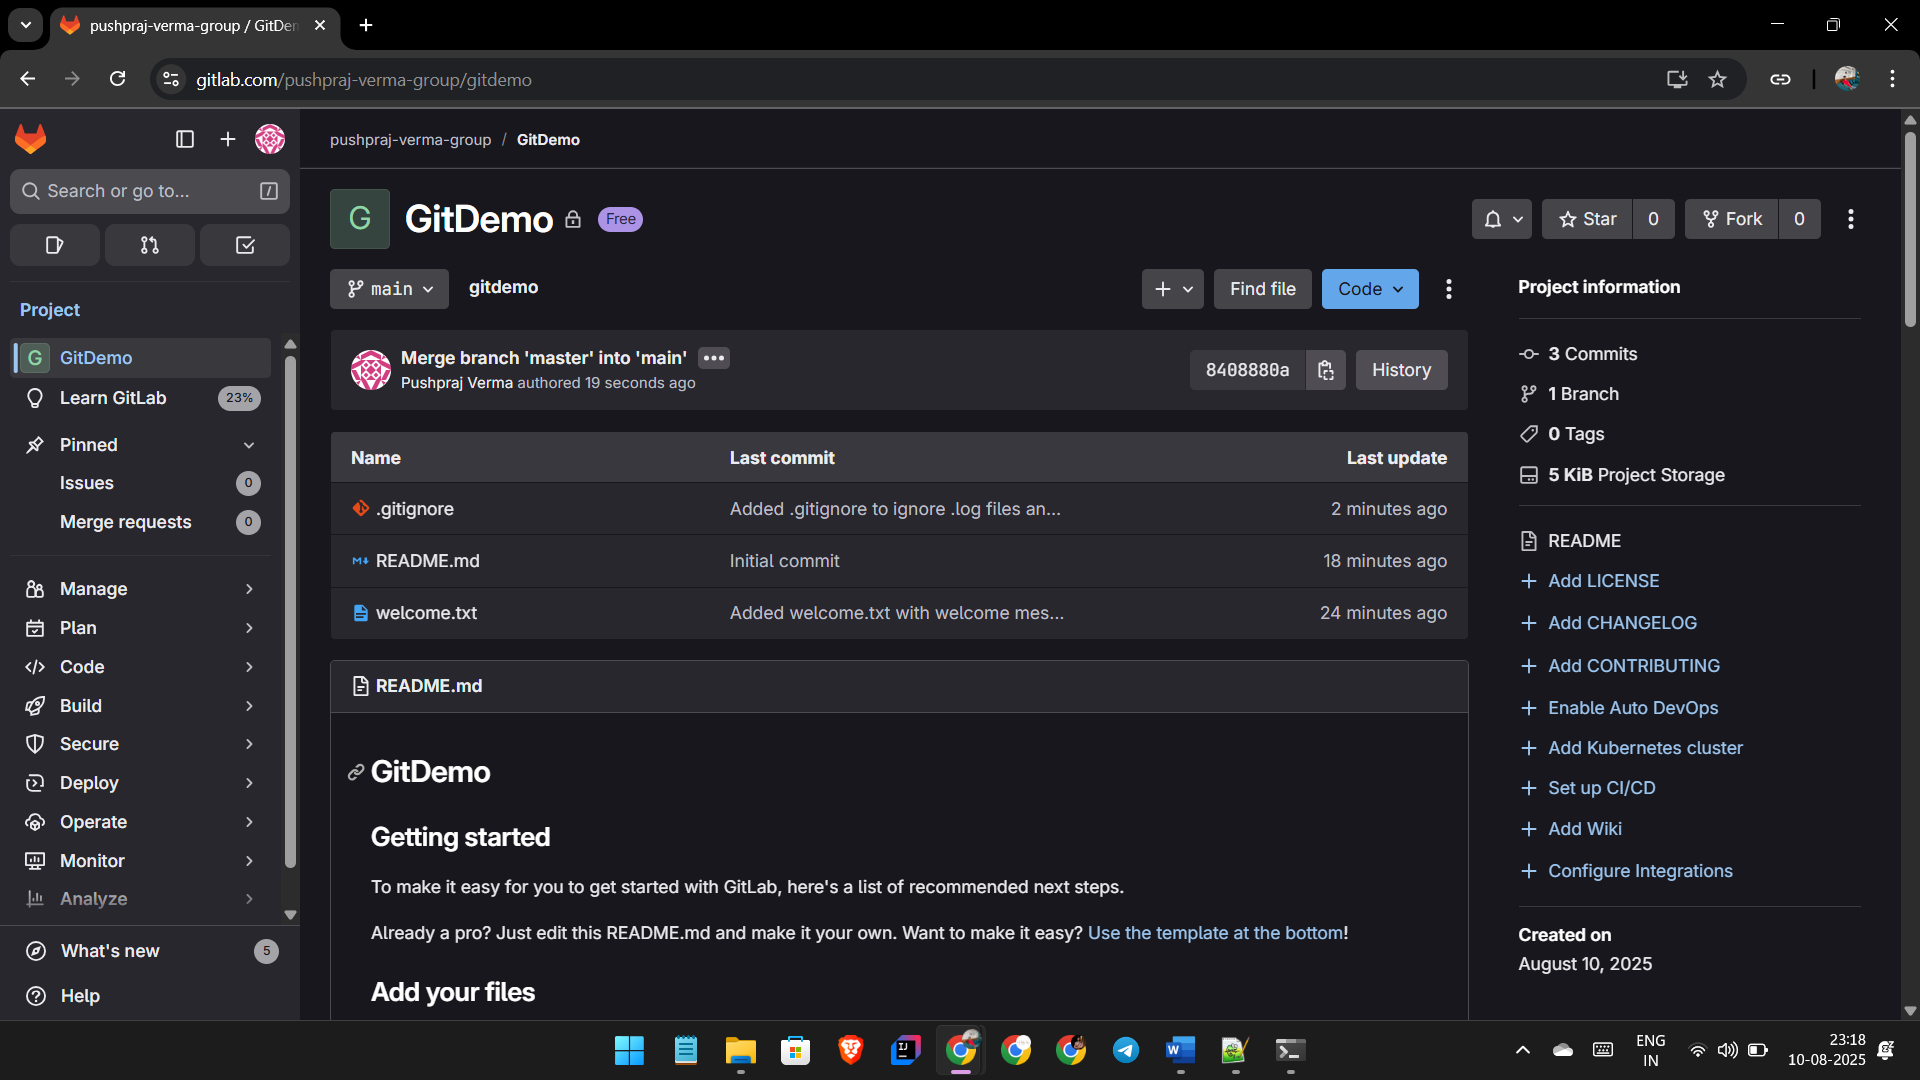 pushpraj-verma-group / GitDem
gitlab.com/pushpraj-verma-group/gitdemo
pushpraj-verma-group / GitDemo
Search or go to... /
G GitDemo Free
Star 0 Fork 0
main gitdemo
Find file Code
Project
G GitDemo
Learn GitLab 23%
Pinned
Issues 0
Merge requests 0
Manage
Plan
Code
Build
Secure
Deploy
Operate
Monitor
Analyze
What's new 5
Help
Merge branch 'master' into 'main'
Pushpraj Verma authored 19 seconds ago
8408880a History
Name Last commit Last update
.gitignore Added .gitignore to ignore .log files an... 2 minutes ago
README.md Initial commit 18 minutes ago
welcome.txt Added welcome.txt with welcome mes... 24 minutes ago
README.md
GitDemo
Getting started
To make it easy for you to get started with GitLab, here's a list of recommended next steps.
Already a pro? Just edit this README.md and make it your own. Want to make it easy? Use the template at the bottom!
Add your files
Project information
3 Commits
1 Branch
0 Tags
5 KiB Project Storage
README
Add LICENSE
Add CHANGELOG
Add CONTRIBUTING
Enable Auto DevOps
Add Kubernetes cluster
Set up CI/CD
Add Wiki
Configure Integrations
Created on
August 10, 2025
ENG
IN
23:18
10-08-2025